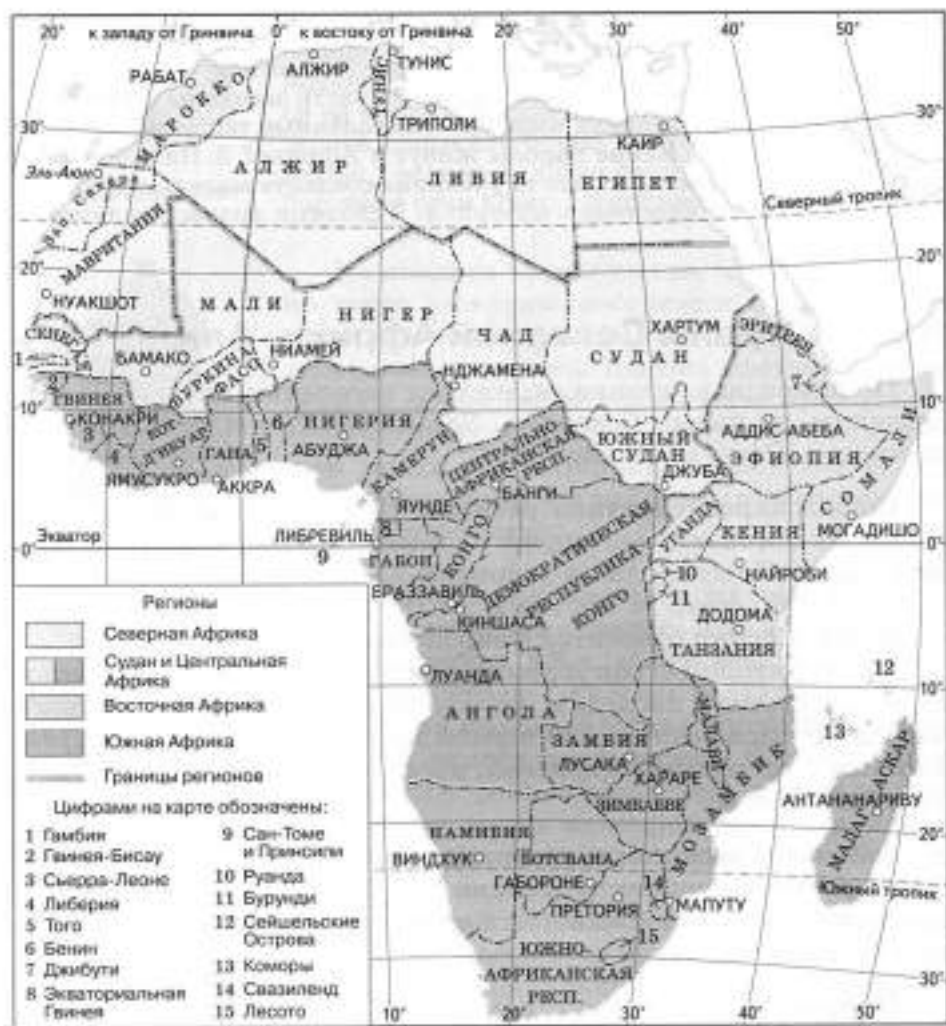 20° к западу от Гринвича 0° к востоку от Гринвича 20° 30° 40° 50° 60° 70°
РАБАТ
АЛЖИР
ТУНИС
ТУНИС
МАРОККО
ТРИПОЛИ
30°
КАИР
30°
Эль-Аюн
АЛЖИР
ЛИВИЯ
ЕГИПЕТ
Зап. Сахара
Северный тропик
МАВРИТАНИЯ
20°
20°
НУАКШОТ
МАЛИ
НИГЕР
ЧАД
ХАРТУМ
ЭРИТРЕЯ
СУДАН
СЕНЕГ.
БАМАКО
БУРКИНА-ФАСО
НИАМЕЙ
НДЖАМЕНА
1
2
7
ГВИНЕЯ
10°
10°
КОНАКРИ
3
4
КОТ Д'ИВУАР
ГАНА
5
6
НИГЕРИЯ
АБУДЖА
КАМЕРУН
ЦЕНТРАЛЬНО-АФРИКАНСКАЯ РЕСП.
ЮЖНЫЙ СУДАН
АДДИС-АБЕБА
ЭФИОПИЯ
СОМАЛИ
ЯМУСУКРО
АККРА
ДЖУБА
ЯУНДЕ
БАНГИ
Экватор
ЛИБРЕВИЛЬ
8
УГАНДА
КЕНИЯ
МОГАДИШО
0°
9
ГАБОН
КОНГО
ДЕМОКРАТИЧЕСКАЯ РЕСПУБЛИКА КОНГО
0°
10
НАЙРОБИ
БРАЗЗАВИЛЬ
11
КИНШАСА
ДОДОМА
ТАНЗАНИЯ
12
ЛУАНДА
10°
10°
АНГОЛА
МАЛАВИ
13
ЗАМБИЯ
ЛУСАКА
ХАРАРЕ
МОЗАМБИК
МАДАГАСКАР
АНТАНАНАРИВУ
ЗИМБАБВЕ
НАМИБИЯ
20°
20°
ВИНДХУК
БОТСВАНА
ГАБОРОНЕ
14
Южный тропик
ПРЕТОРИЯ
МАПУТУ
15
ЮЖНО-АФРИКАНСКАЯ РЕСП.
30°
30°
10° 20° 30° 40° 50°
Регионы
Северная Африка
Судан и Центральная
Африка
Восточная Африка
Южная Африка
Границы регионов
Цифрами на карте обозначены:
1 Гамбия
2 Гвинея-Бисау
3 Сьерра-Леоне
4 Либерия
5 Того
6 Бенин
7 Джибути
8 Экваториальная
Гвинея
9 Сан-Томе
и Принсипи
10 Руанда
11 Бурунди
12 Сейшельские
Острова
13 Коморы
14 Свазиленд
15 Лесото